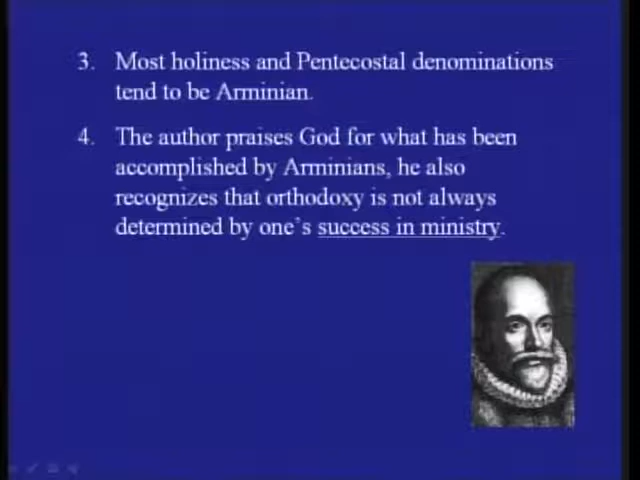 3. Most holiness and Pentecostal denominations
tend to be Arminian.
4. The author praises God for what has been
accomplished by Arminians, he also
recognizes that orthodoxy is not always
determined by one's success in ministry.